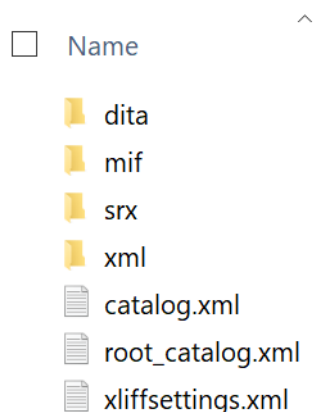 Name
dita
mif
srx
xml
catalog.xml
root_catalog.xml
xliffsettings.xml